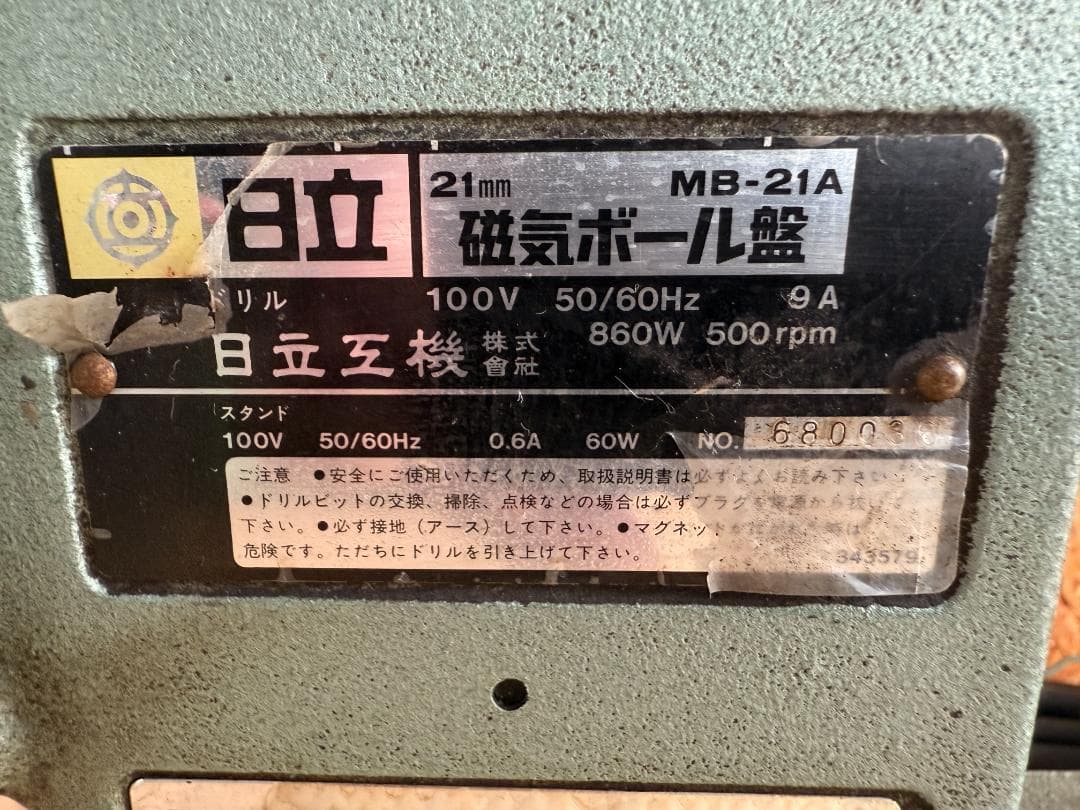 日立
21mm MB-21A
磁気ボール盤
ドリル 100V 50/60Hz 9A
860W 500rpm
日立工機 株式會社
スタンド
100V 50/60Hz 0.6A 60W NO. 68003
ご注意 ●安全にご使用いただくため、取扱説明書は必ずよくお読み下さい。
●ドリルビットの交換、掃除、点検などの場合は必ずプラグを電源から抜い
下さい。●必ず接地（アース）して下さい。●マグネット は
危険です。ただちにドリルを引き上げて下さい。 343579